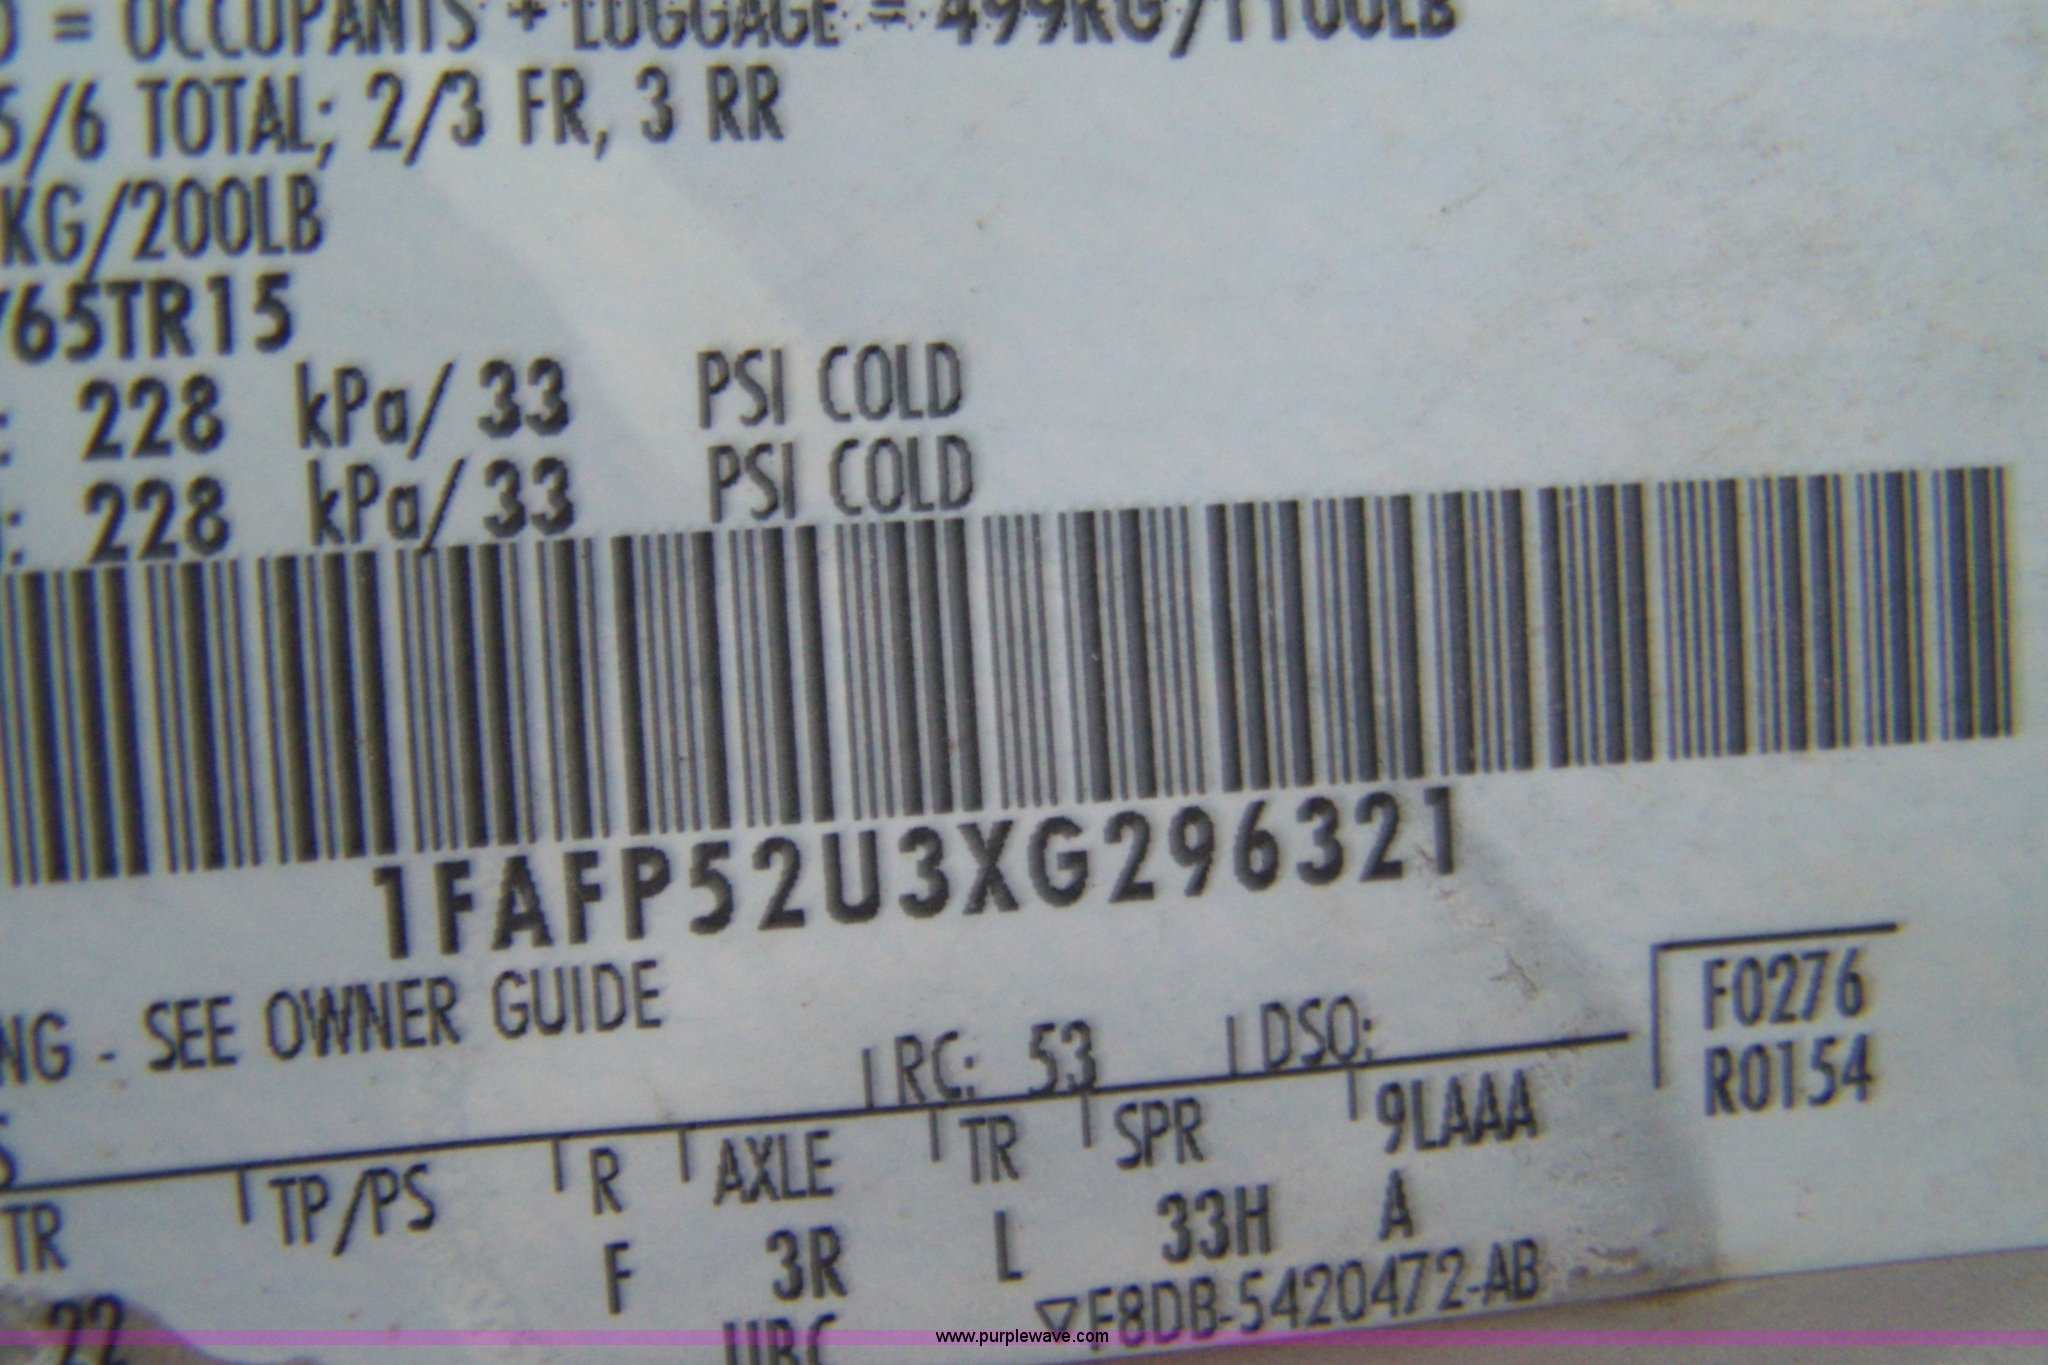 = OCCUPANTS + LUGGAGE = 499KG/1100LB
5/6 TOTAL; 2/3 FR, 3 RR
KG/200LB
/65TR15
: 228 kPa/ 33 PSI COLD
: 228 kPa/ 33 PSI COLD
1FAFP52U3XG296321
NG - SEE OWNER GUIDE
RC: 53 DSO:
F0276
R0154
TR TP/PS R AXLE TR SPR 9LAAA
22 F 3R L 33H A
UBC ▽F8DB-5420472-AB
www.purplewave.com